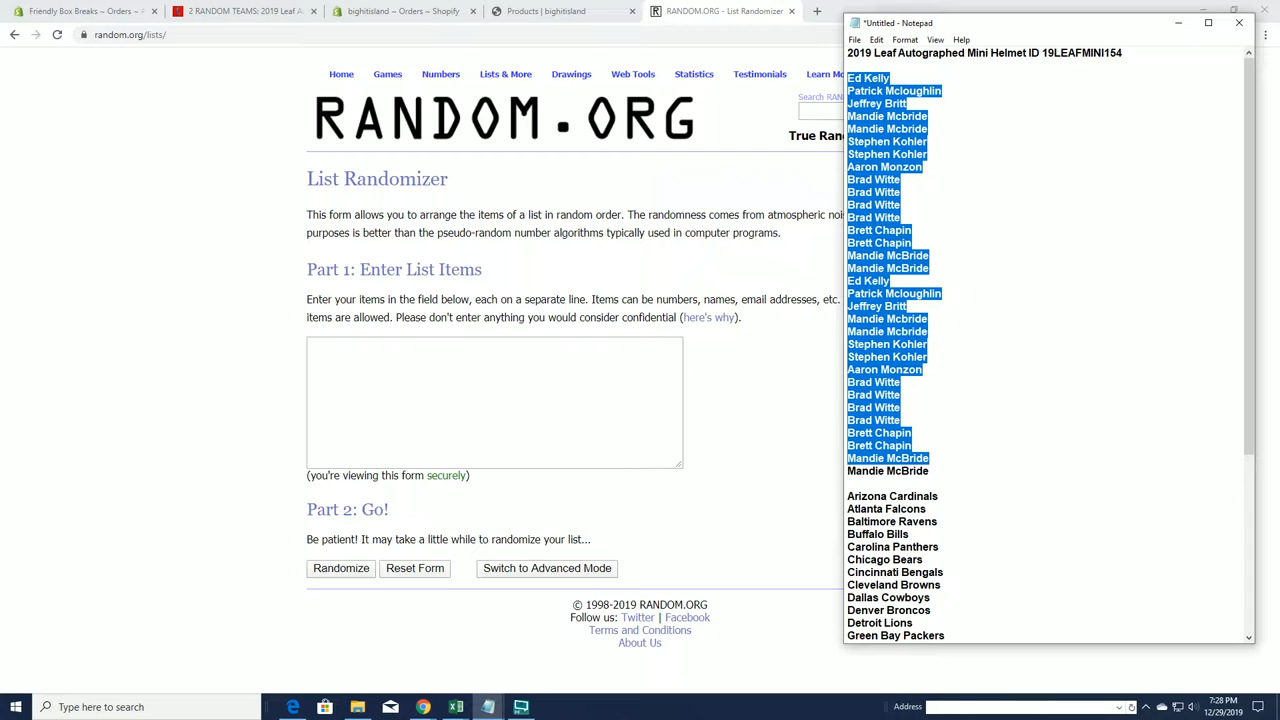 Friendly Box Breaks ~ Orders ~
2 RANDOM TEAMS: 2019 Leaf A
bighitisland ~ Orders ~ Shopify
Products | bighitisland
RANDOM.ORG - List Randomizer
random.org/lists/
Home Games Numbers Lists & More Drawings Web Tools Statistics Testimonials Learn Mo
Search RAN
RANDOM.ORG
True Ran
List Randomizer
This form allows you to arrange the items of a list in random order. The randomness comes from atmospheric noi
purposes is better than the pseudo-random number algorithms typically used in computer programs.
Part 1: Enter List Items
Enter your items in the field below, each on a separate line. Items can be numbers, names, email addresses, etc.
items are allowed. Please don't enter anything you would consider confidential (here's why).
(you're viewing this form securely)
Part 2: Go!
Be patient! It may take a little while to randomize your list...
Randomize Reset Form Switch to Advanced Mode
© 1998-2019 RANDOM.ORG
Follow us: Twitter | Facebook
Terms and Conditions
About Us
*Untitled - Notepad
File Edit Format View Help
2019 Leaf Autographed Mini Helmet ID 19LEAFMINI154
Ed Kelly
Patrick Mcloughlin
Jeffrey Britt
Mandie Mcbride
Mandie Mcbride
Stephen Kohler
Stephen Kohler
Aaron Monzon
Brad Witte
Brad Witte
Brad Witte
Brad Witte
Brett Chapin
Brett Chapin
Mandie McBride
Mandie McBride
Ed Kelly
Patrick Mcloughlin
Jeffrey Britt
Mandie Mcbride
Mandie Mcbride
Stephen Kohler
Stephen Kohler
Aaron Monzon
Brad Witte
Brad Witte
Brad Witte
Brad Witte
Brett Chapin
Brett Chapin
Mandie McBride
Mandie McBride
Arizona Cardinals
Atlanta Falcons
Baltimore Ravens
Buffalo Bills
Carolina Panthers
Chicago Bears
Cincinnati Bengals
Cleveland Browns
Dallas Cowboys
Denver Broncos
Detroit Lions
Green Bay Packers
Type here to search
Address
7:28 PM
12/29/2019